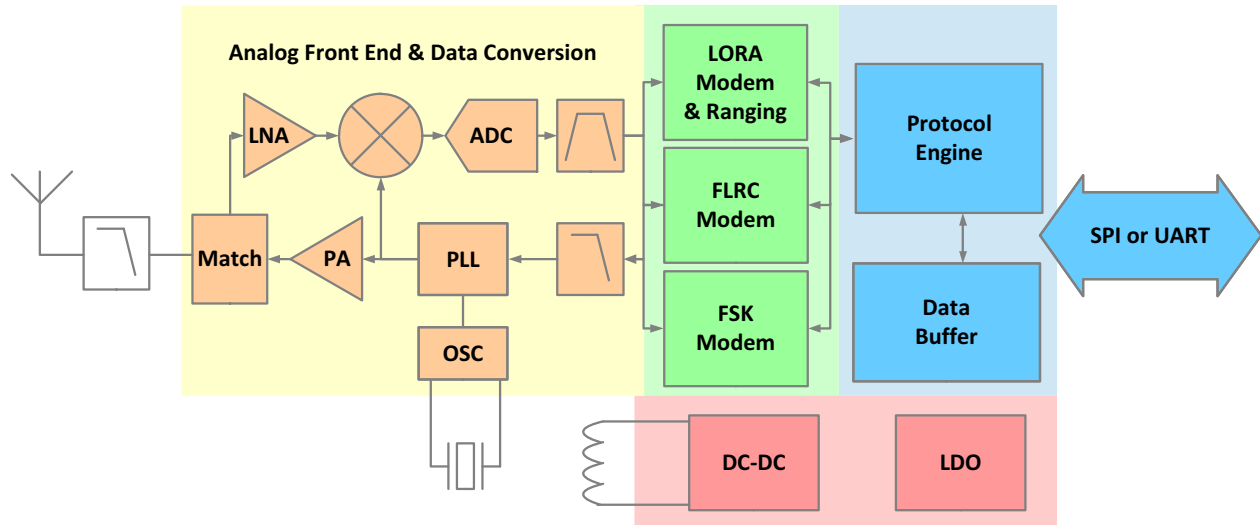 Analog Front End & Data Conversion
LNA
ADC
Match
PA
PLL
OSC
LORA
Modem
& Ranging
FLRC
Modem
FSK
Modem
Protocol
Engine
Data
Buffer
SPI or UART
DC-DC
LDO